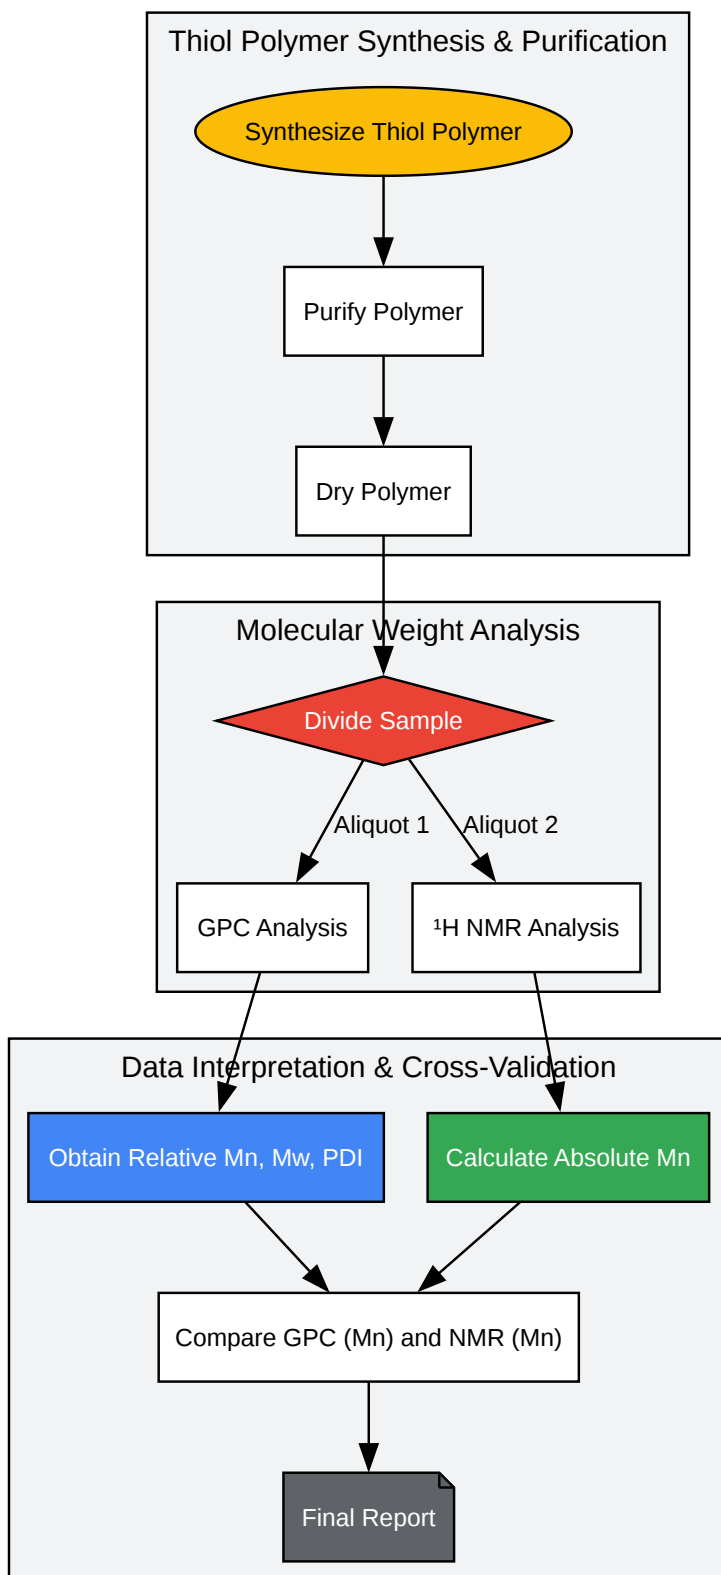 Thiol Polymer Synthesis & Purification
Synthesize Thiol Polymer
Purify Polymer
Dry Polymer
Molecular Weight Analysis
Divide Sample
Aliquot 1
Aliquot 2
GPC Analysis
¹H NMR Analysis
Data Interpretation & Cross-Validation
Obtain Relative Mn, Mw, PDI
Calculate Absolute Mn
Compare GPC (Mn) and NMR (Mn)
Final Report